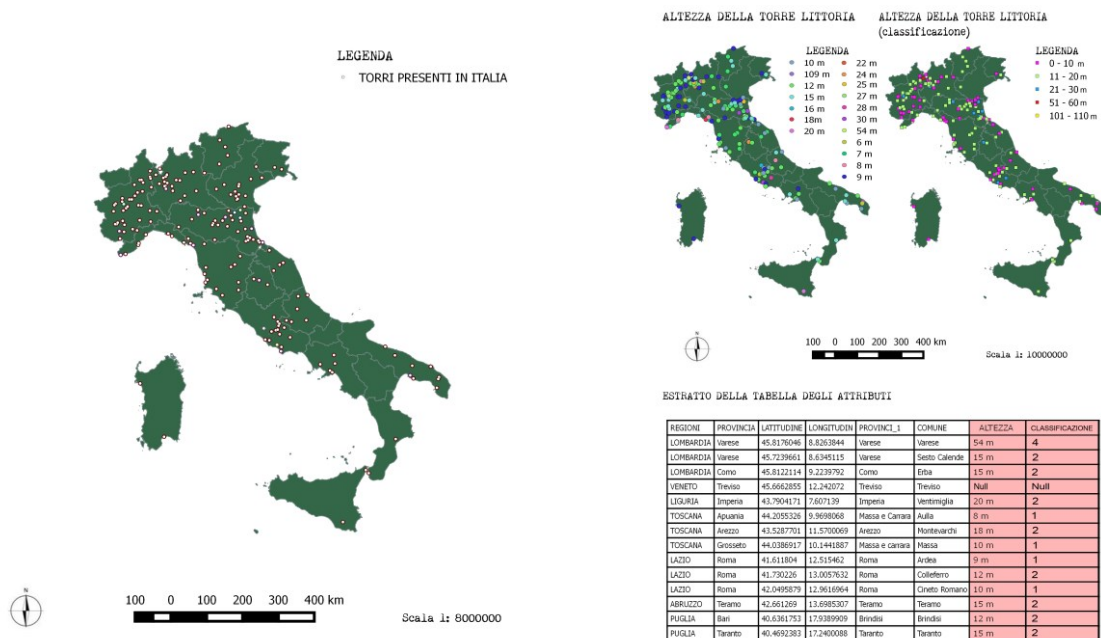 LEGENDA
TORRI PRESENTI IN ITALIA
100 0 100 200 300 400 km
Scala 1: 8000000
ALTEZZA DELLA TORRE LITTORIA
LEGENDA
10 m
109 m
12 m
15 m
16 m
18m
20 m
22 m
24 m
25 m
27 m
28 m
30 m
54 m
6 m
7 m
8 m
9 m
ALTEZZA DELLA TORRE LITTORIA
(classificazione)
LEGENDA
0 - 10 m
11 - 20 m
21 - 30 m
51 - 60 m
101 - 110 m
100 0 100 200 300 400 km
Scala 1: 10000000
ESTRATTO DELLA TABELLA DEGLI ATTRIBUTI
REGIONI PROVINCIA LATITUDINE LONGITUDIN PROVINCI_1 COMUNE ALTEZZA CLASSIFICAZIONE
LOMBARDIA Varese 45.8176046 8.8263844 Varese Varese 54 m 4
LOMBARDIA Varese 45.7239661 8.6345115 Varese Sesto Calende 15 m 2
LOMBARDIA Como 45.8122114 9.2239792 Como Erba 15 m 2
VENETO Treviso 45.6662855 12.242072 Treviso Treviso Null Null
LIGURIA Imperia 43.7904171 7.607139 Imperia Ventimiglia 20 m 2
TOSCANA Apuania 44.2055326 9.9698068 Massa e Carrara Aulla 8 m 1
TOSCANA Arezzo 43.5287701 11.5700069 Arezzo Montevarchi 18 m 2
TOSCANA Grosseto 44.0386917 10.1441887 Massa e carrara Massa 10 m 1
LAZIO Roma 41.611804 12.515462 Roma Ardea 9 m 1
LAZIO Roma 41.730226 13.0057632 Roma Colleferro 12 m 2
LAZIO Roma 42.0495879 12.9616964 Roma Cineto Romano 10 m 1
ABRUZZO Teramo 42.661269 13.6985307 Teramo Teramo 15 m 2
PUGLIA Bari 40.6361753 17.9389909 Brindisi Brindisi 12 m 2
PUGLIA Taranto 40.4692383 17.2400088 Taranto Taranto 15 m 2